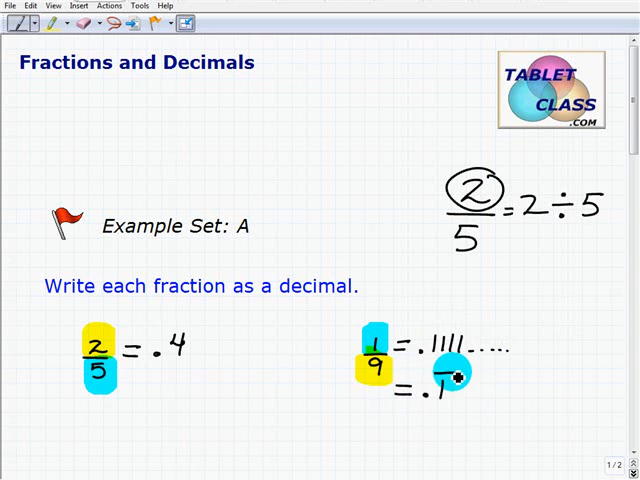 File Edit View Insert Actions Tools Help
Fractions and Decimals
TABLET
CLASS
.COM
2/5 = 2 ÷ 5
Example Set: A
Write each fraction as a decimal.
2/5 = .4
1/9 = .1111.....
= .1̅
1/2